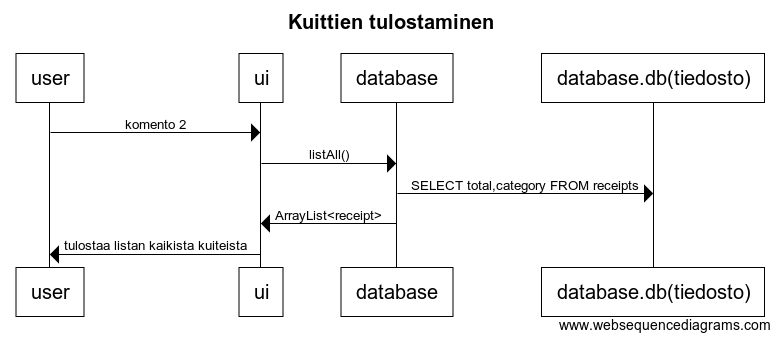 Kuittien tulostaminen
user
ui
database
database.db(tiedosto)
komento 2
listAll()
SELECT total,category FROM receipts
ArrayList<receipt>
tulostaa listan kaikista kuiteista
user
ui
database
database.db(tiedosto)
www.websequencediagrams.com